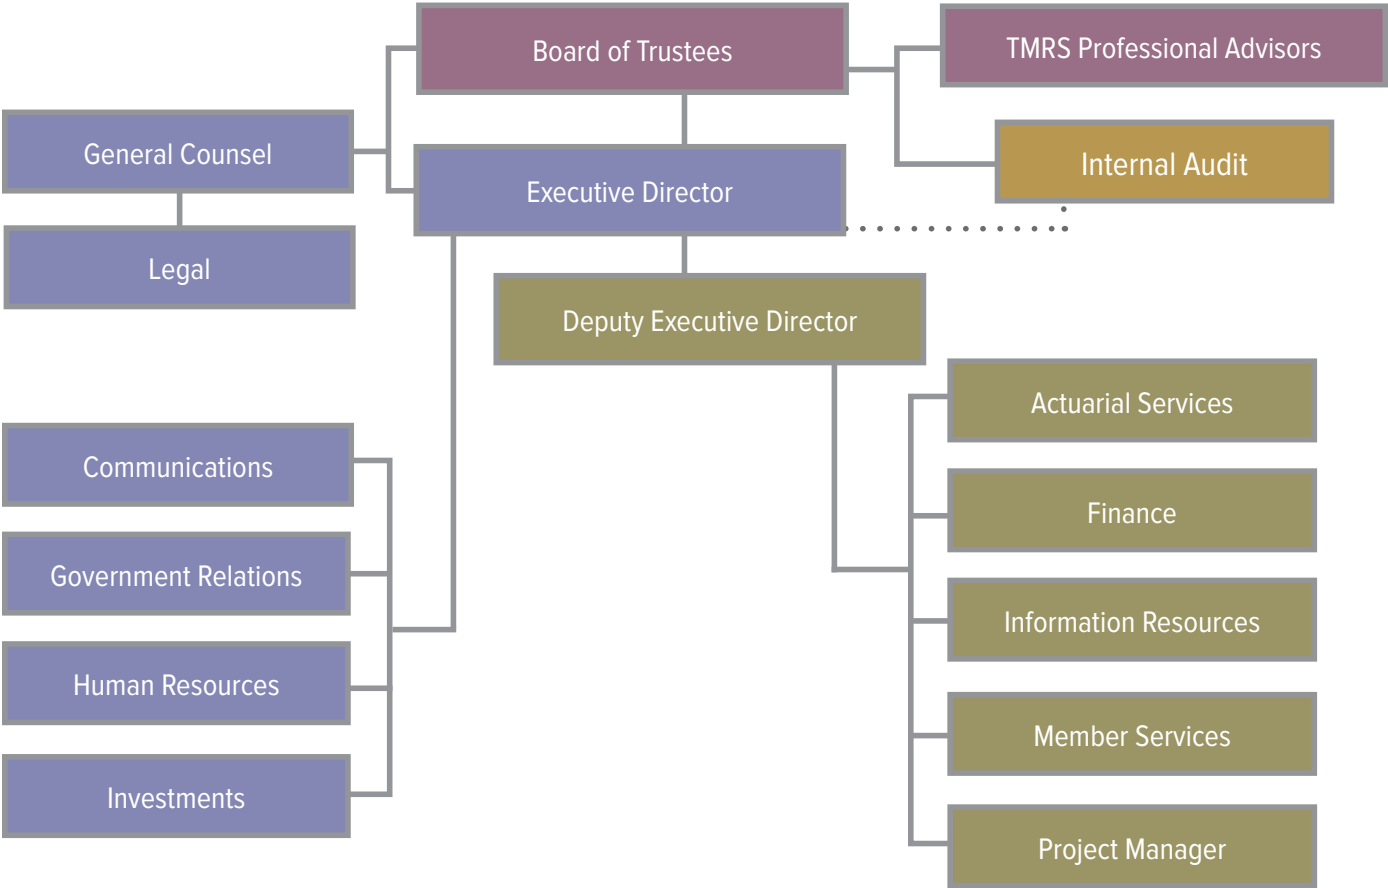 Board of Trustees
TMRS Professional Advisors
General Counsel
Internal Audit
Executive Director
Legal
Deputy Executive Director
Communications
Government Relations
Human Resources
Investments
Actuarial Services
Finance
Information Resources
Member Services
Project Manager